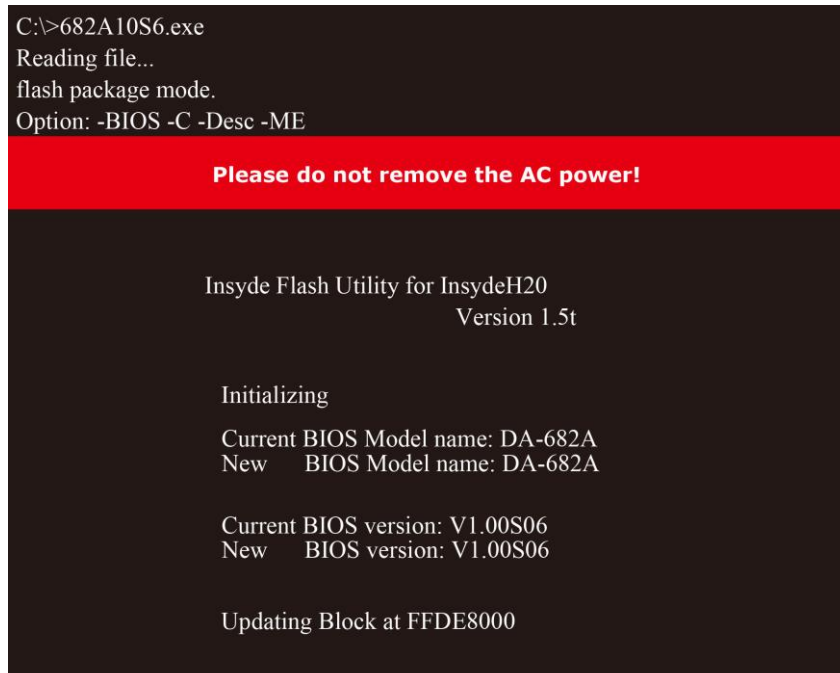 C:\>682A10S6.exe
Reading file...
flash package mode.
Option: -BIOS -C -Desc -ME
Please do not remove the AC power!
Insyde Flash Utility for InsydeH20
Version 1.5t
Initializing
Current BIOS Model name: DA-682A
New BIOS Model name: DA-682A
Current BIOS version: V1.00S06
New BIOS version: V1.00S06
Updating Block at FFDE8000